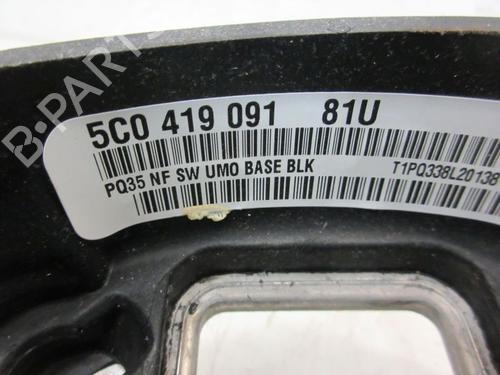 B-PARTS
5C0 419 091 81U
PQ35 NF SW UMO BASE BLK T1PQ338L20138